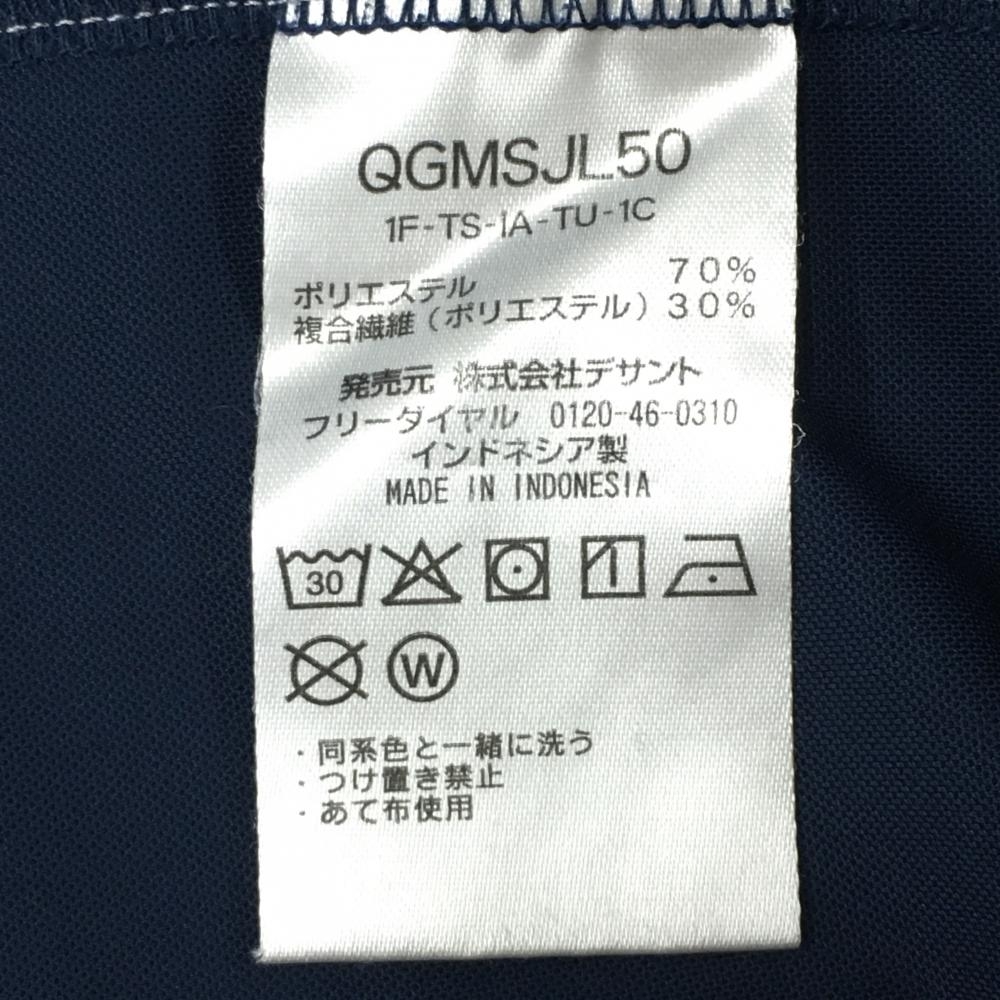 QGMSJL50
1F-TS-IA-TU-1C
ポリエステル 70%
複合繊維(ポリエステル) 30%
発売元 株式会社デサント
フリーダイヤル 0120-46-0310
インドネシア製
MADE IN INDONESIA
30
W
・同系色と一緒に洗う
・つけ置き禁止
・あて布使用